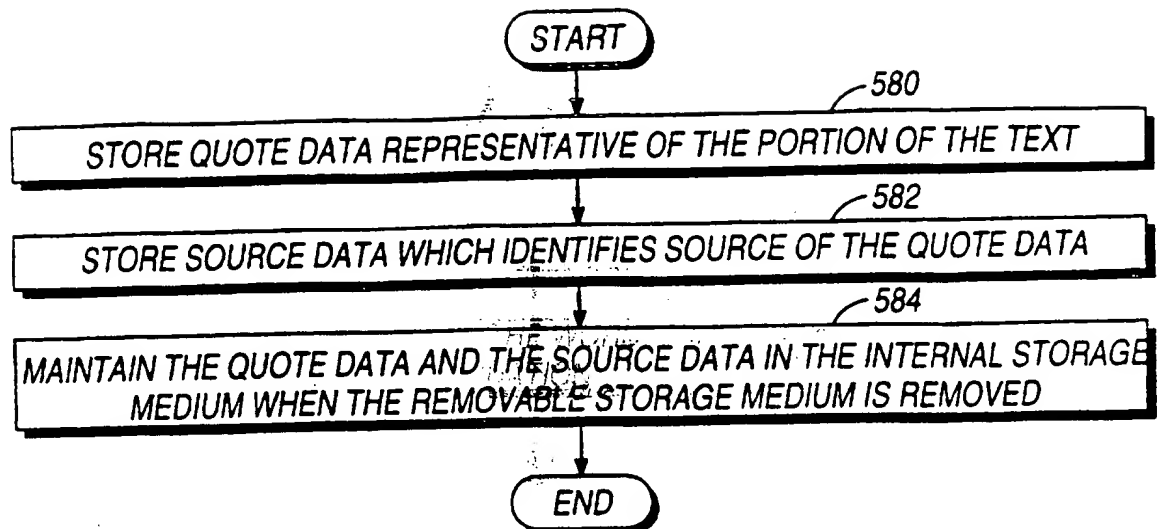 START
580
STORE QUOTE DATA REPRESENTATIVE OF THE PORTION OF THE TEXT
582
STORE SOURCE DATA WHICH IDENTIFIES SOURCE OF THE QUOTE DATA
584
MAINTAIN THE QUOTE DATA AND THE SOURCE DATA IN THE INTERNAL STORAGE
MEDIUM WHEN THE REMOVABLE STORAGE MEDIUM IS REMOVED
END